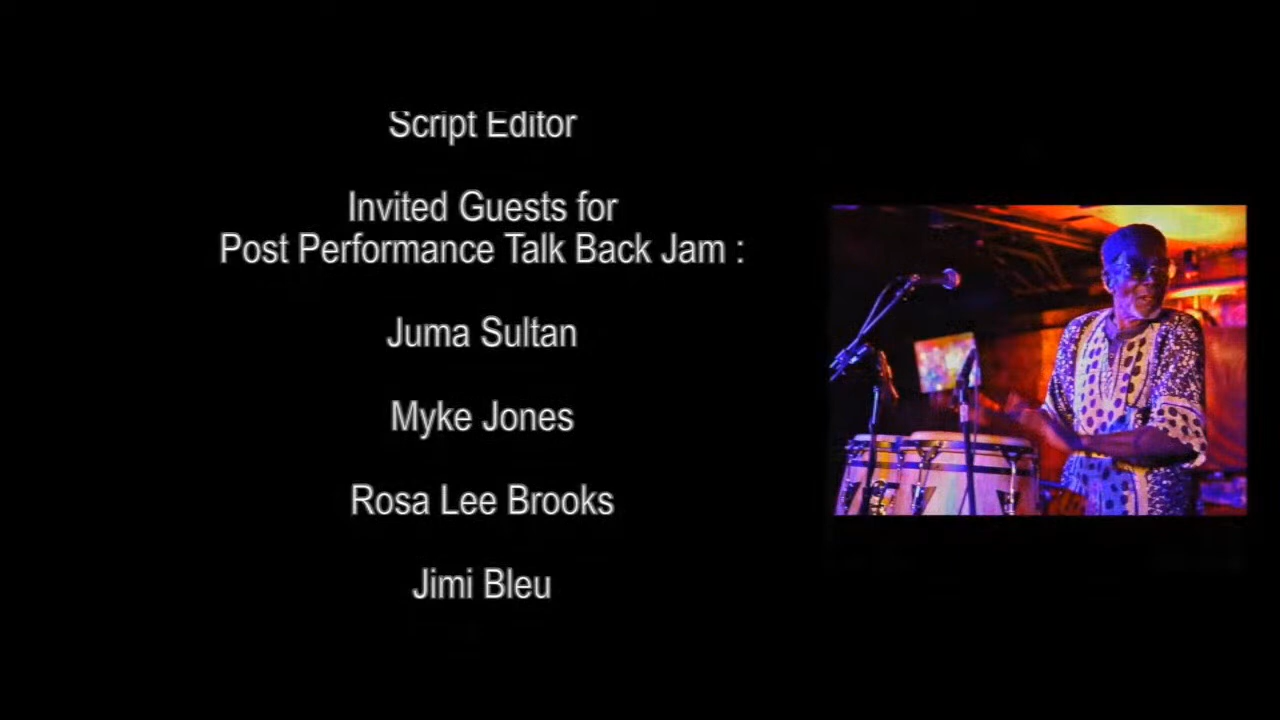 Script Editor
Invited Guests for
Post Performance Talk Back Jam :
Juma Sultan
Myke Jones
Rosa Lee Brooks
Jimi Bleu